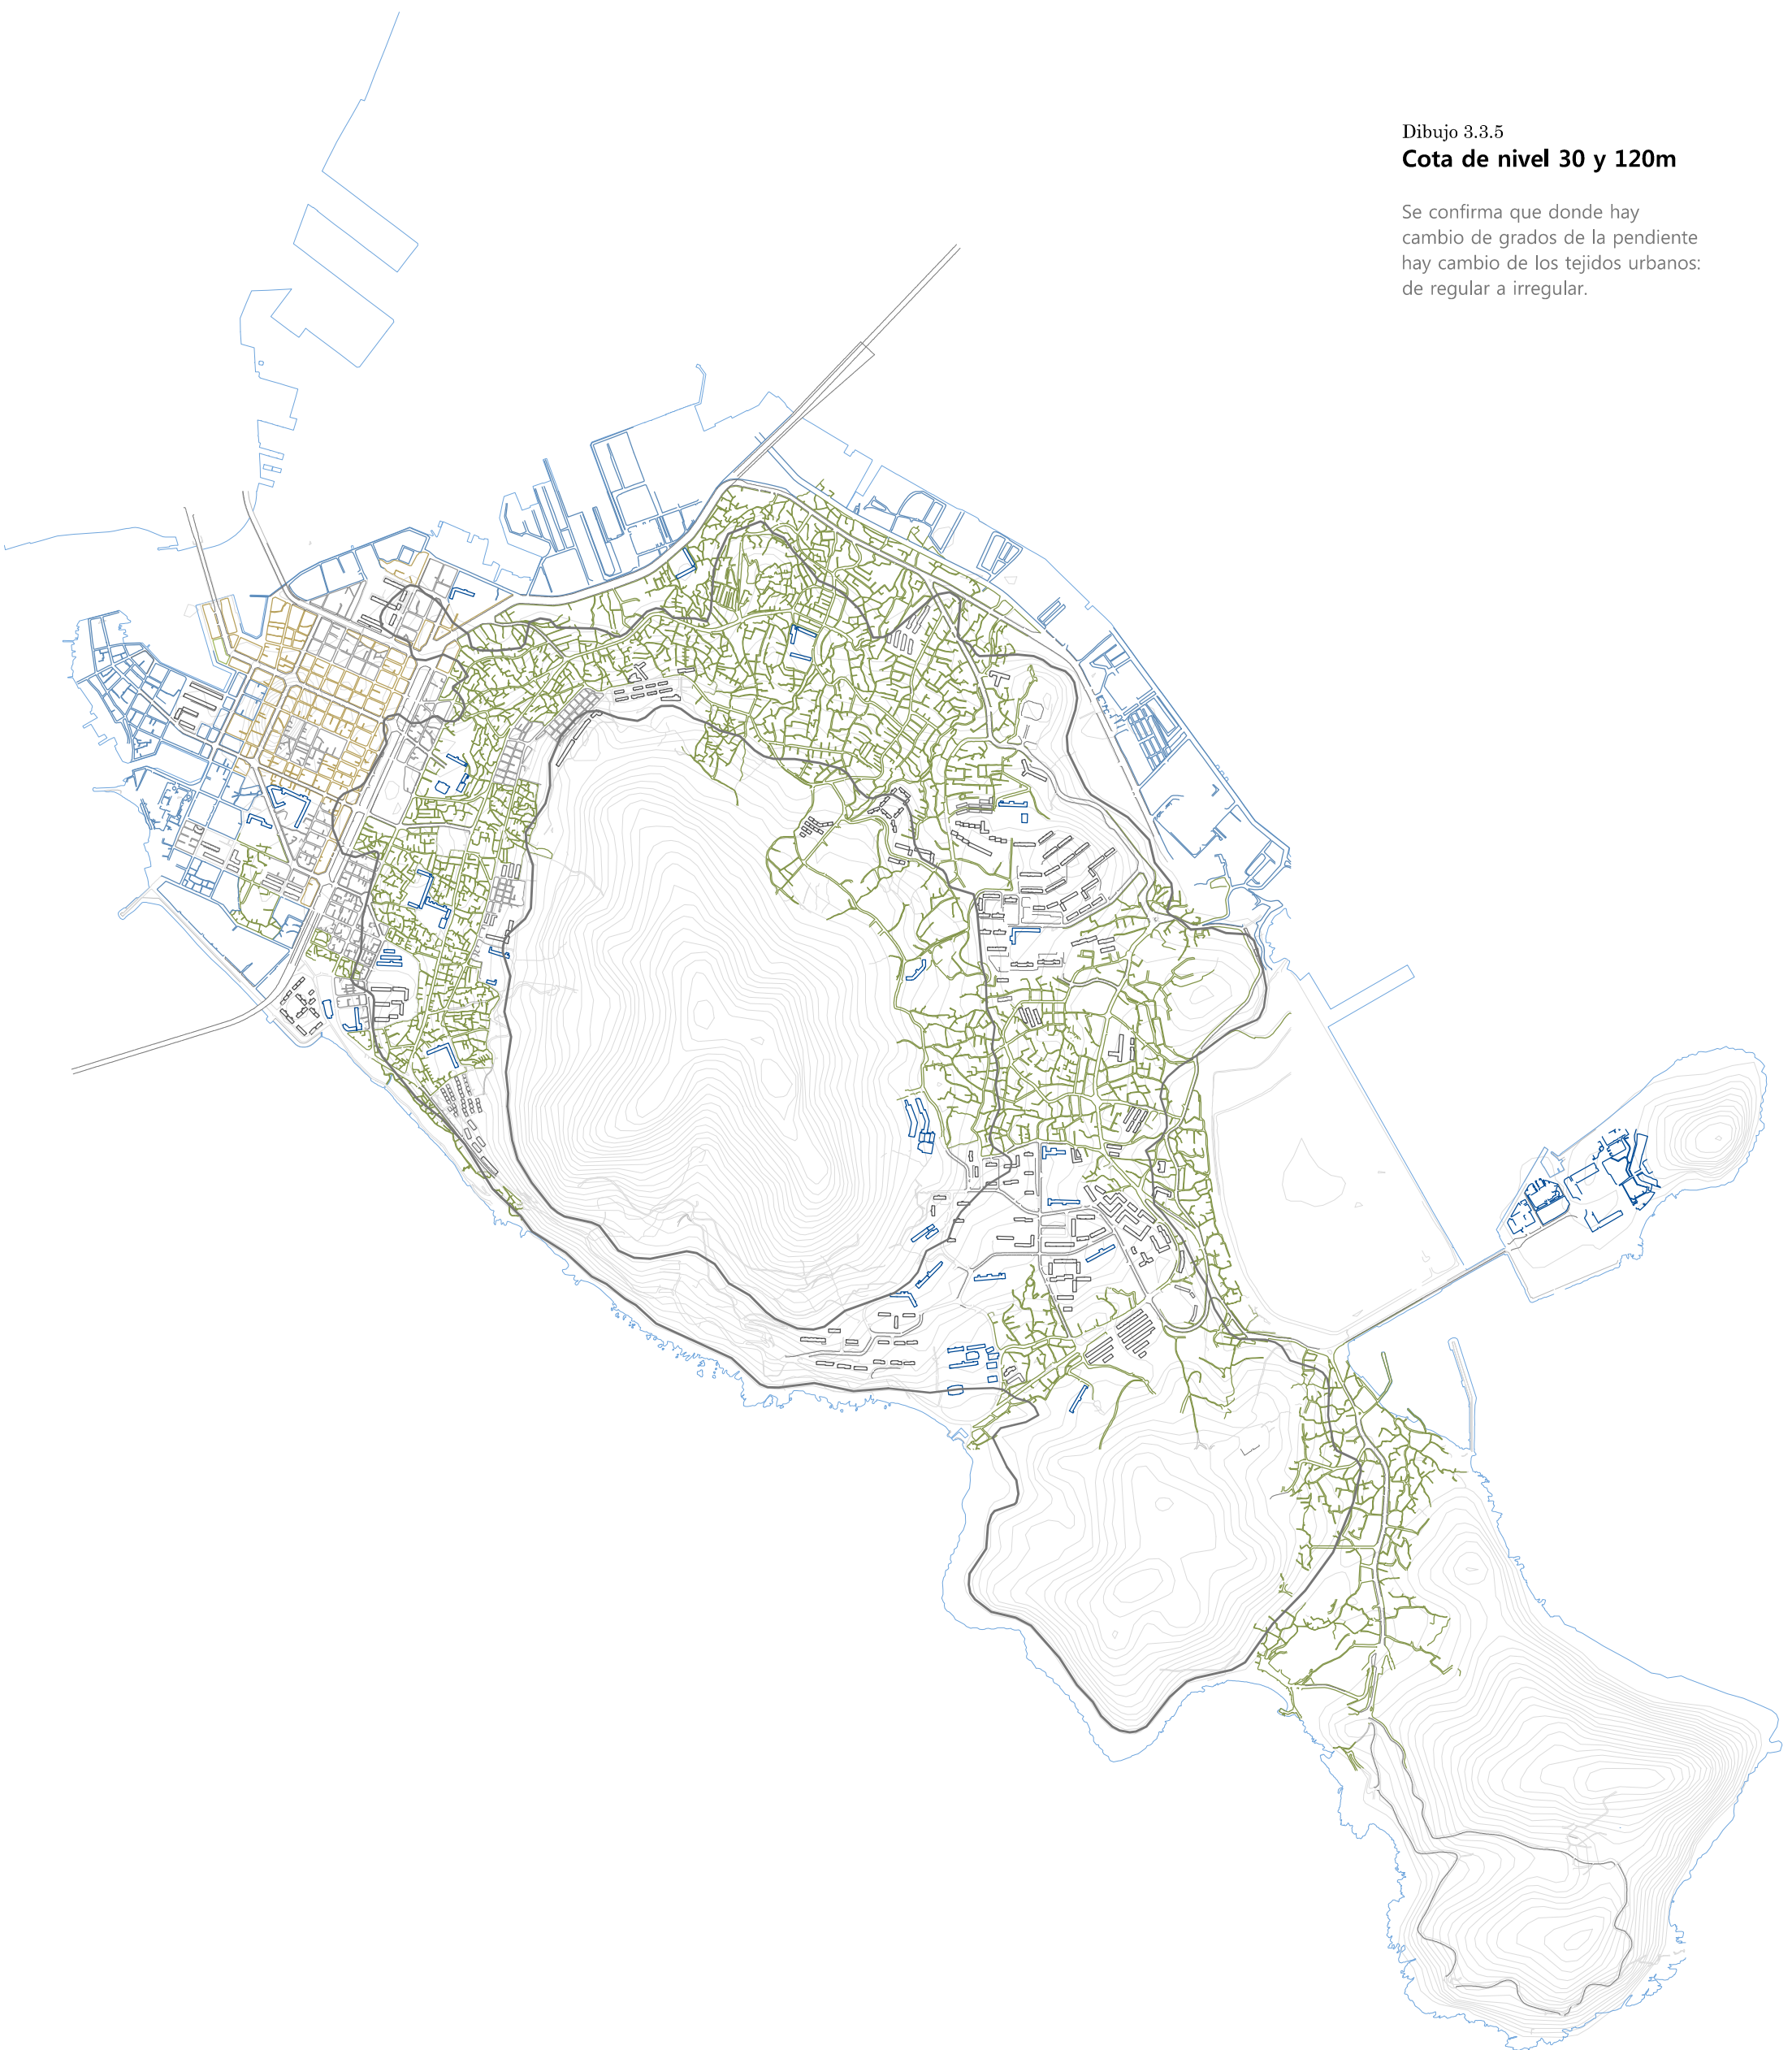 Dibujo 3.3.5
Cota de nivel 30 y 120m
Se confirma que donde hay
cambio de grados de la pendiente
hay cambio de los tejidos urbanos:
de regular a irregular.